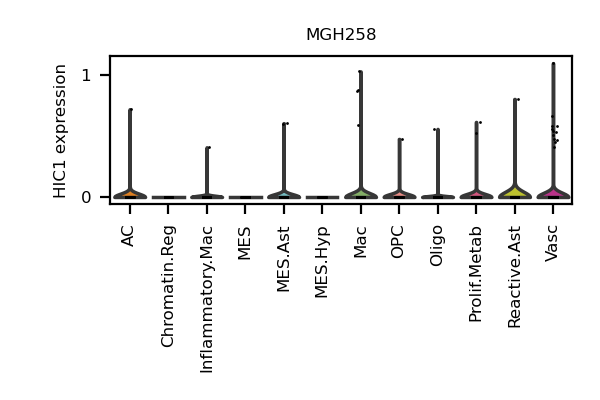 MGH258
HIC1 expression
1
0
AC
Chromatin.Reg
Inflammatory.Mac
MES
MES.Ast
MES.Hyp
Mac
OPC
Oligo
Prolif.Metab
Reactive.Ast
Vasc